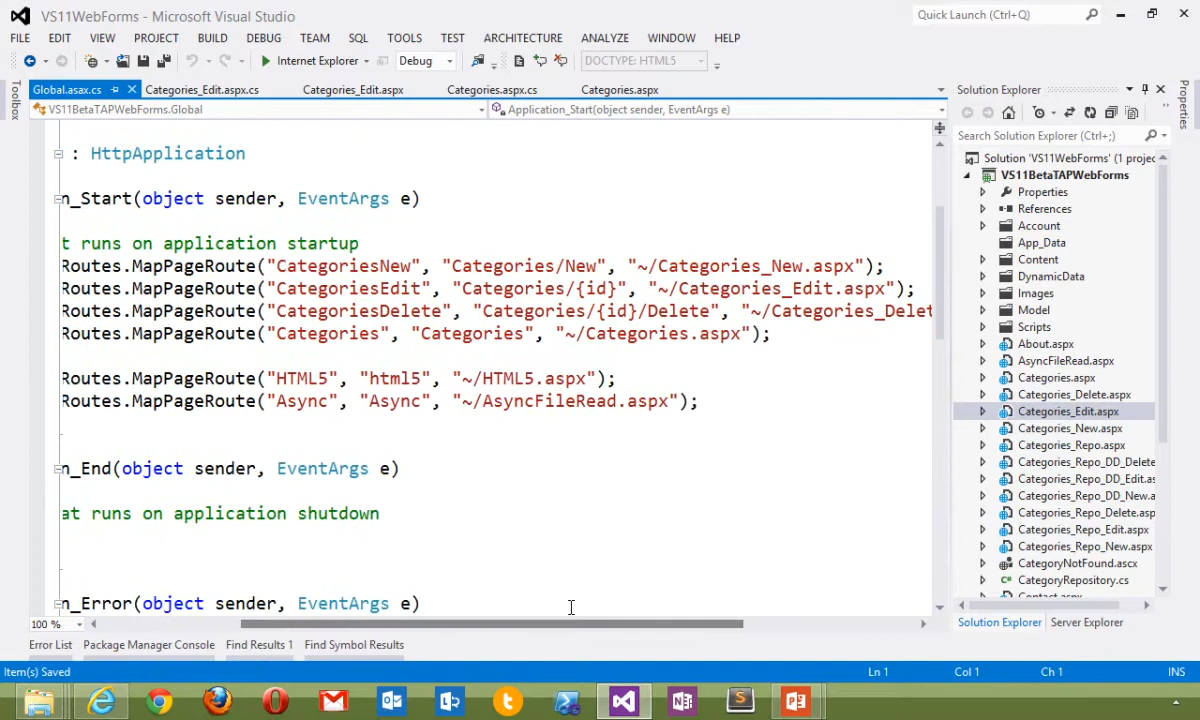 VS11WebForms - Microsoft Visual Studio
Quick Launch (Ctrl+Q)
FILE EDIT VIEW PROJECT BUILD DEBUG TEAM SQL TOOLS TEST ARCHITECTURE ANALYZE WINDOW HELP
Internet Explorer Debug DOCTYPE: HTML5
Toolbox
Global.asax.cs Categories_Edit.aspx.cs Categories_Edit.aspx Categories.aspx.cs Categories.aspx
VS11BetaTAPWebForms.Global Application_Start(object sender, EventArgs e)
: HttpApplication
n_Start(object sender, EventArgs e)
t runs on application startup
Routes.MapPageRoute("CategoriesNew", "Categories/New", "~/Categories_New.aspx");
Routes.MapPageRoute("CategoriesEdit", "Categories/{id}", "~/Categories_Edit.aspx");
Routes.MapPageRoute("CategoriesDelete", "Categories/{id}/Delete", "~/Categories_Delet
Routes.MapPageRoute("Categories", "Categories", "~/Categories.aspx");
Routes.MapPageRoute("HTML5", "html5", "~/HTML5.aspx");
Routes.MapPageRoute("Async", "Async", "~/AsyncFileRead.aspx");
n_End(object sender, EventArgs e)
at runs on application shutdown
n_Error(object sender, EventArgs e)
100 %
Solution Explorer
Search Solution Explorer (Ctrl+;)
Solution 'VS11WebForms' (1 projec
VS11BetaTAPWebForms
Properties
References
Account
App_Data
Content
DynamicData
Images
Model
Scripts
About.aspx
AsyncFileRead.aspx
Categories.aspx
Categories_Delete.aspx
Categories_Edit.aspx
Categories_New.aspx
Categories_Repo.aspx
Categories_Repo_DD_Delete
Categories_Repo_DD_Edit.as
Categories_Repo_DD_New.a
Categories_Repo_Delete.asp
Categories_Repo_Edit.aspx
Categories_Repo_New.aspx
CategoryNotFound.ascx
CategoryRepository.cs
Contact.aspx
Solution Explorer Server Explorer
Properties
Error List Package Manager Console Find Results 1 Find Symbol Results
Item(s) Saved Ln 1 Col 1 Ch 1 INS